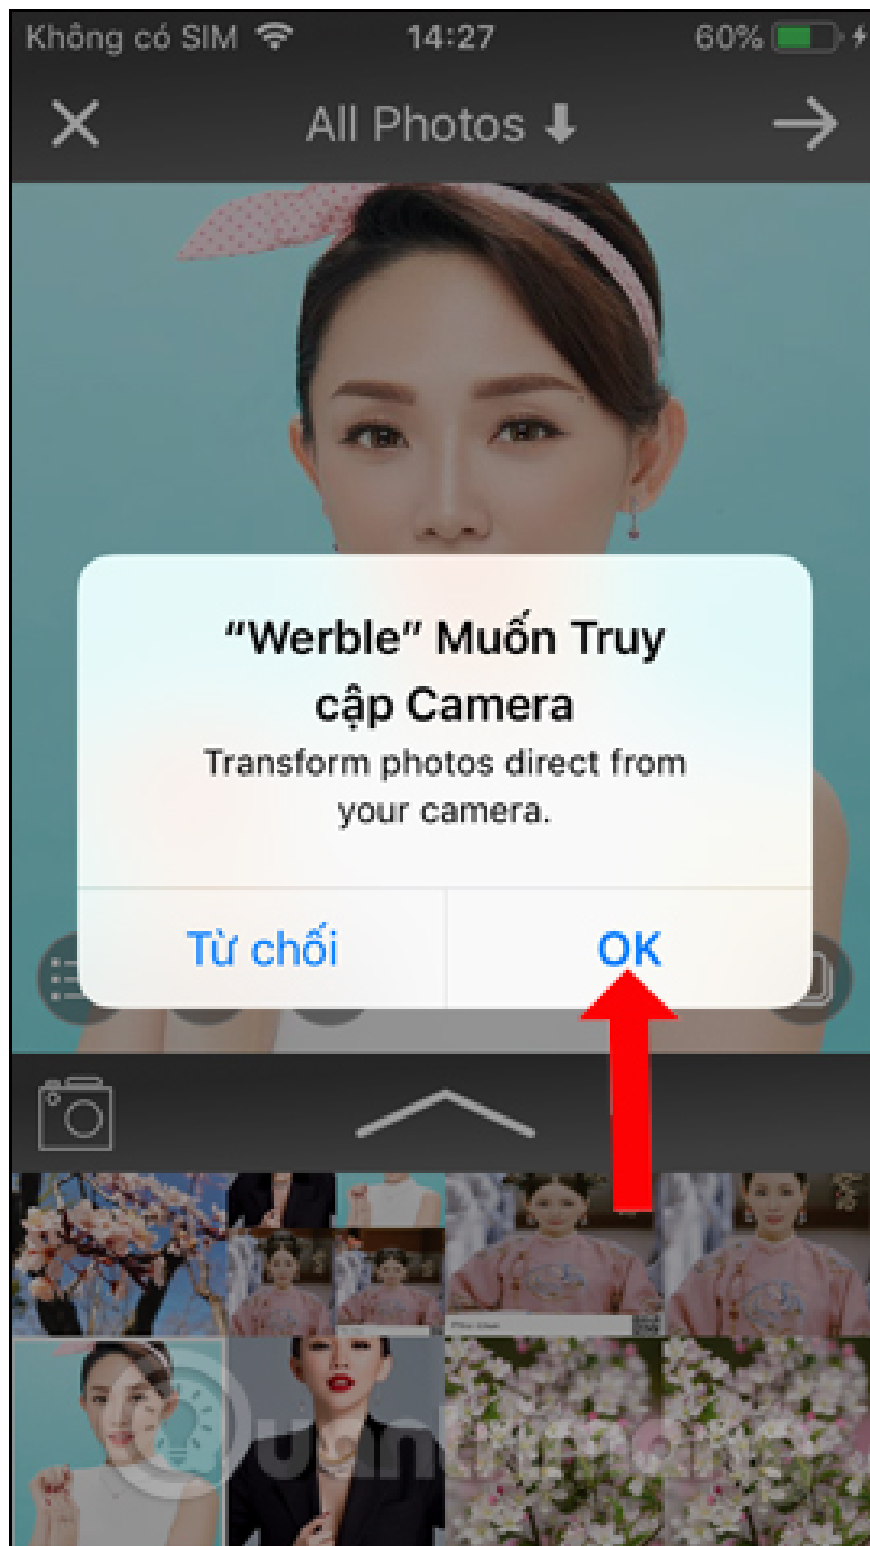 Không có SIM 14:27 60%
All Photos
“Werble” Muốn Truy
cập Camera
Transform photos direct from
your camera.
Từ chối OK